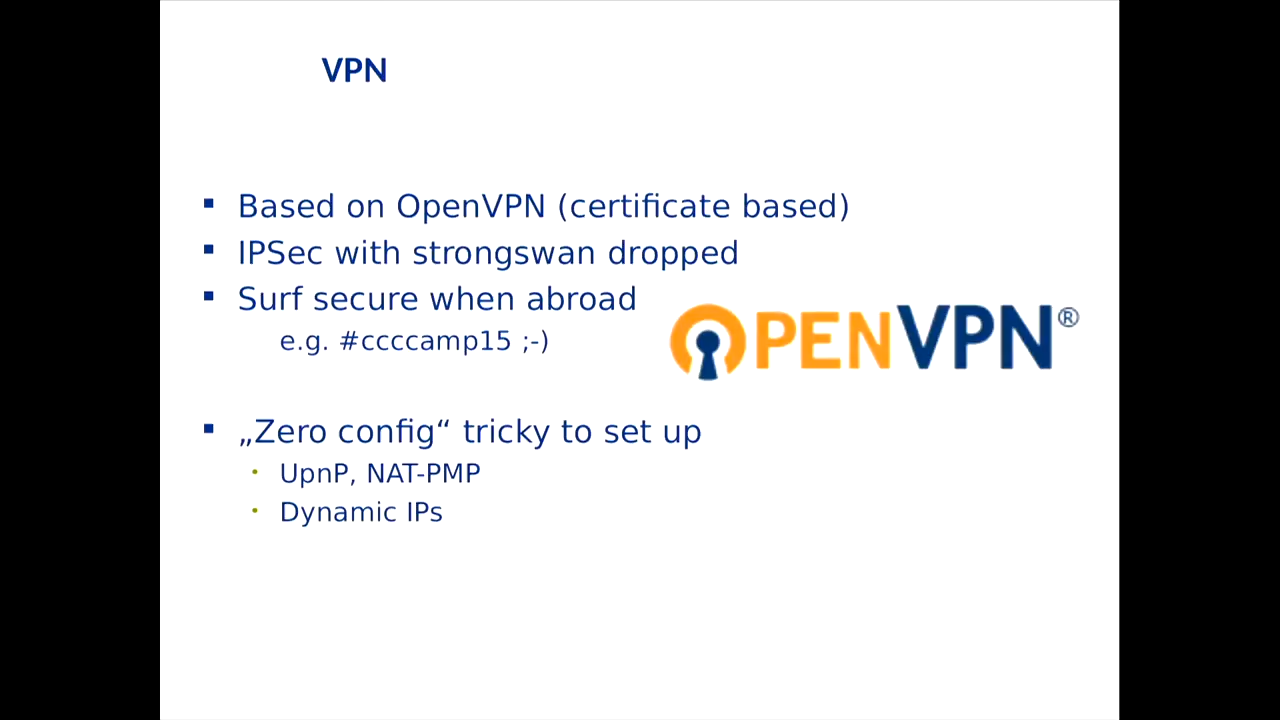 VPN
Based on OpenVPN (certificate based)
IPSec with strongswan dropped
Surf secure when abroad
e.g. #ccccamp15 ;-)
OPENVPN®
„Zero config“ tricky to set up
UpnP, NAT-PMP
Dynamic IPs